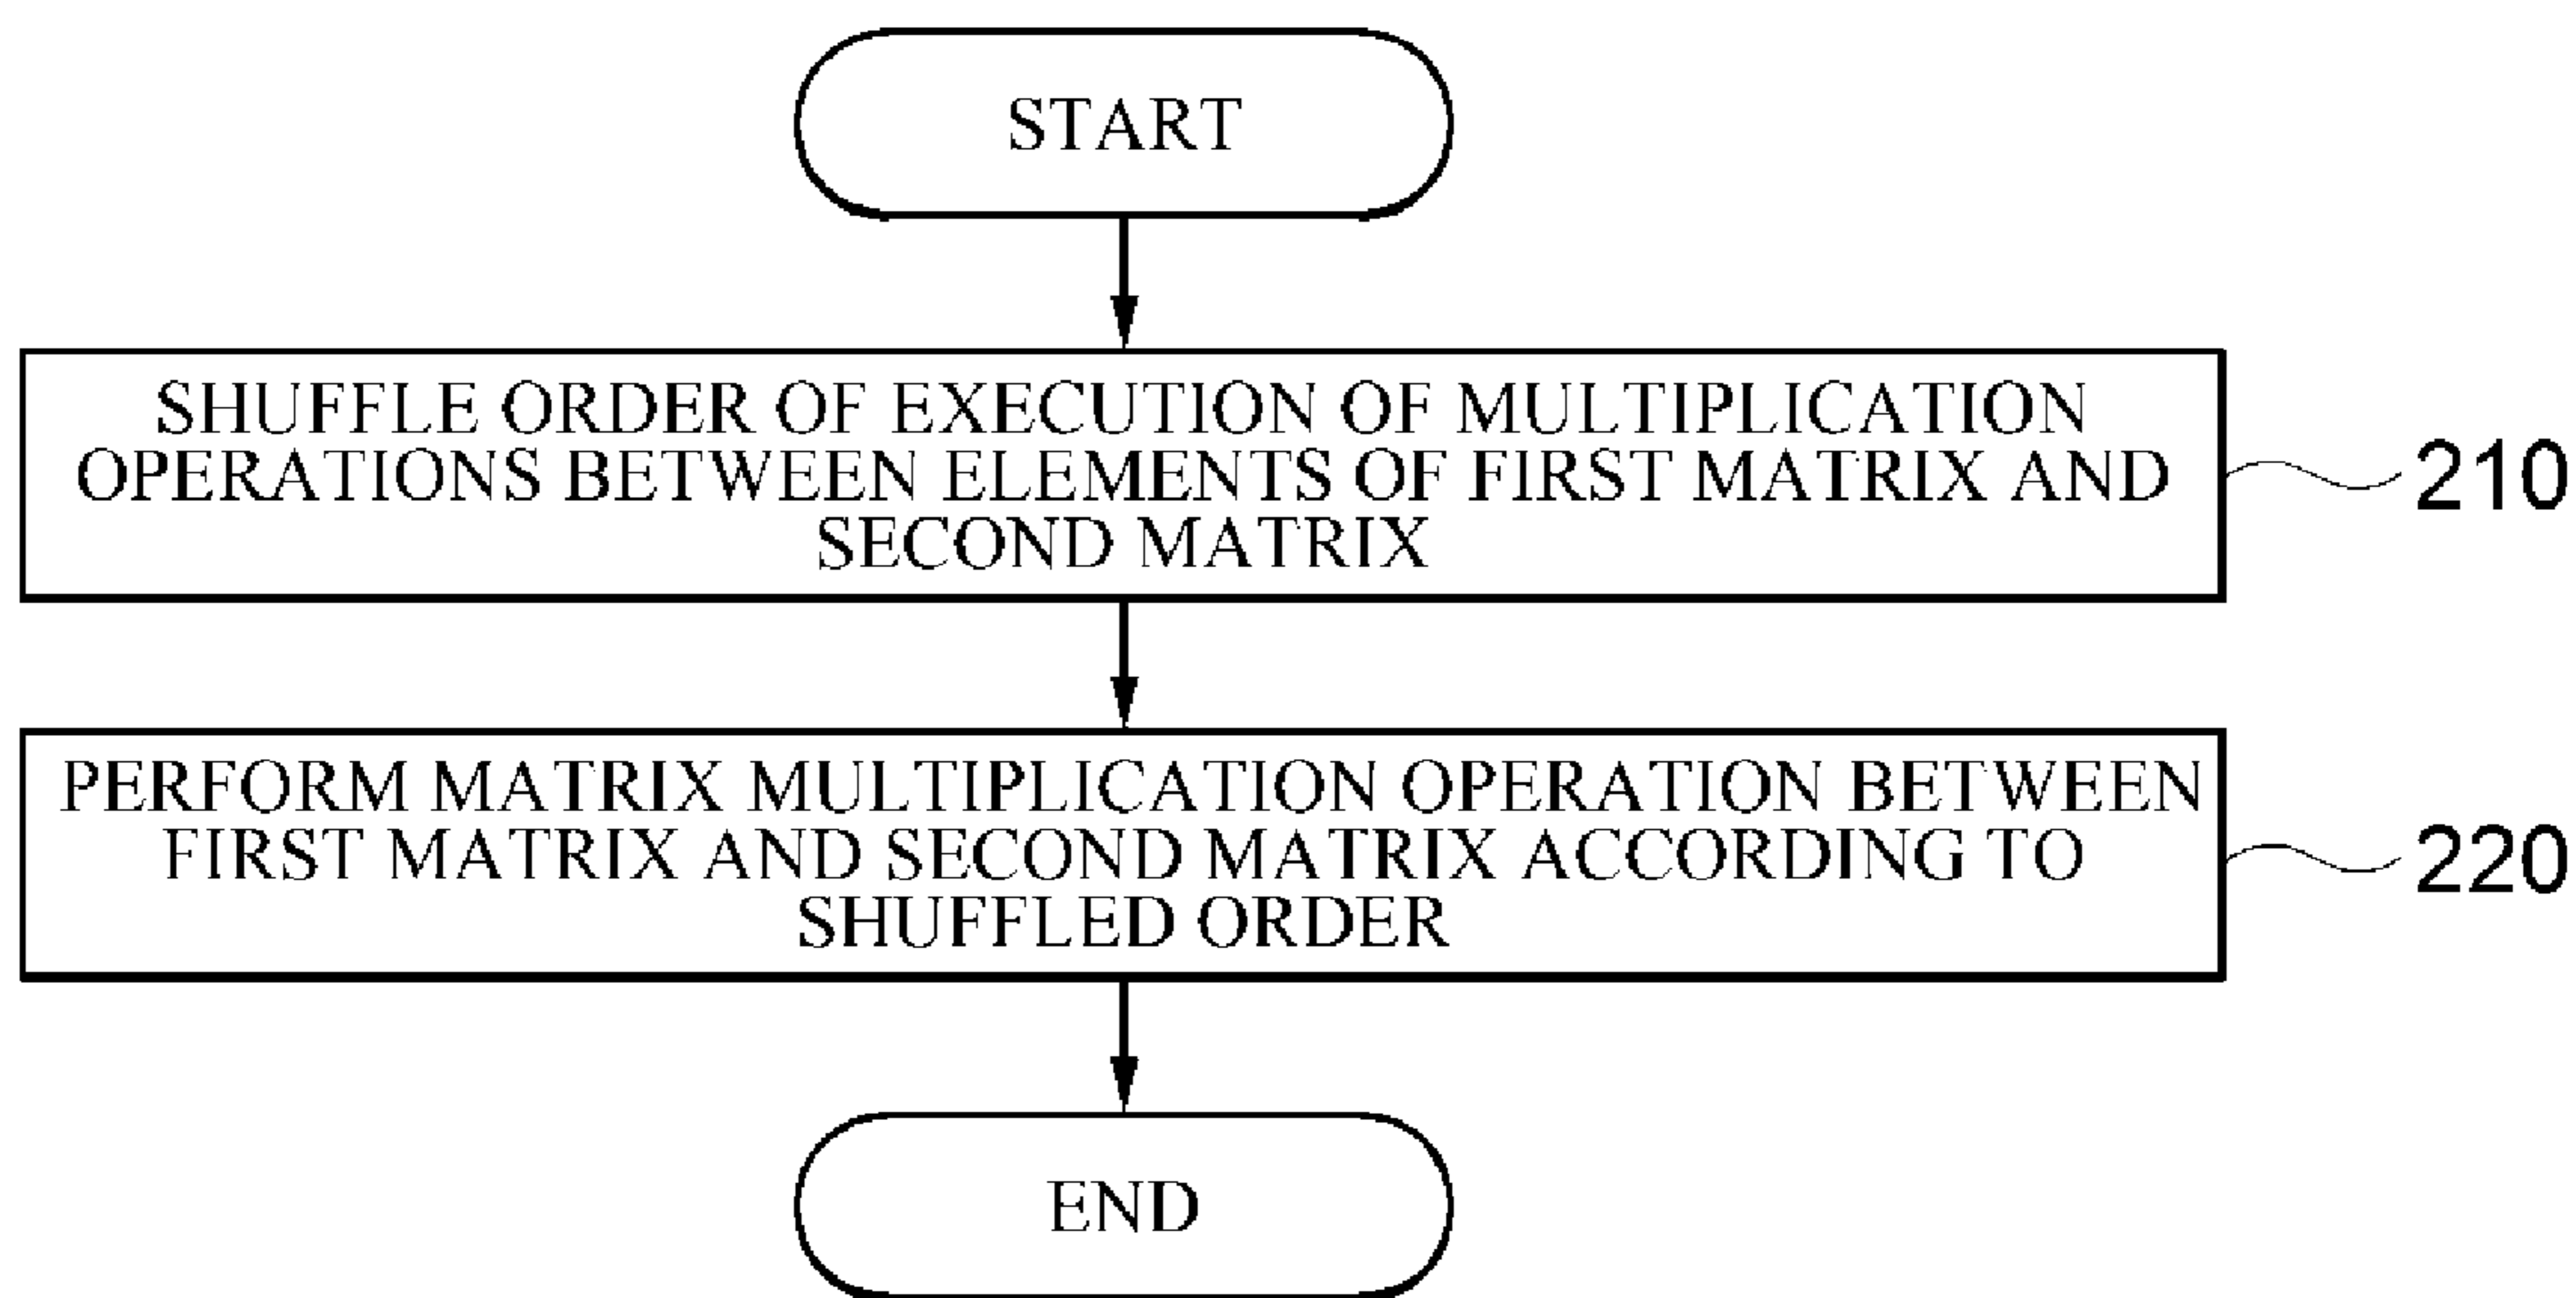 START
SHUFFLE ORDER OF EXECUTION OF MULTIPLICATION
OPERATIONS BETWEEN ELEMENTS OF FIRST MATRIX AND
SECOND MATRIX
210
PERFORM MATRIX MULTIPLICATION OPERATION BETWEEN
FIRST MATRIX AND SECOND MATRIX ACCORDING TO
SHUFFLED ORDER
220
END